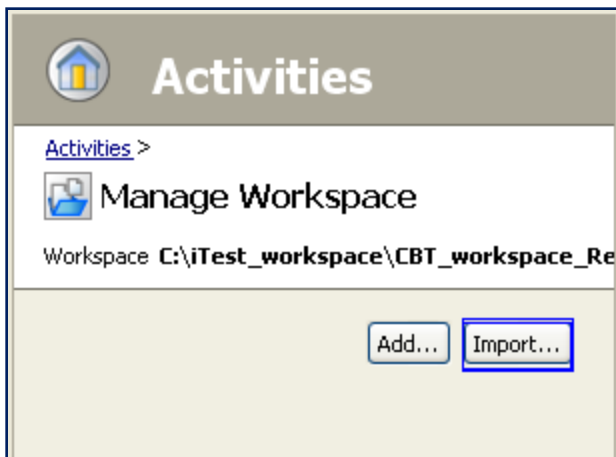 Activities
Activities >
Manage Workspace
Workspace C:\iTest_workspace\CBT_workspace_Re
Add... Import...